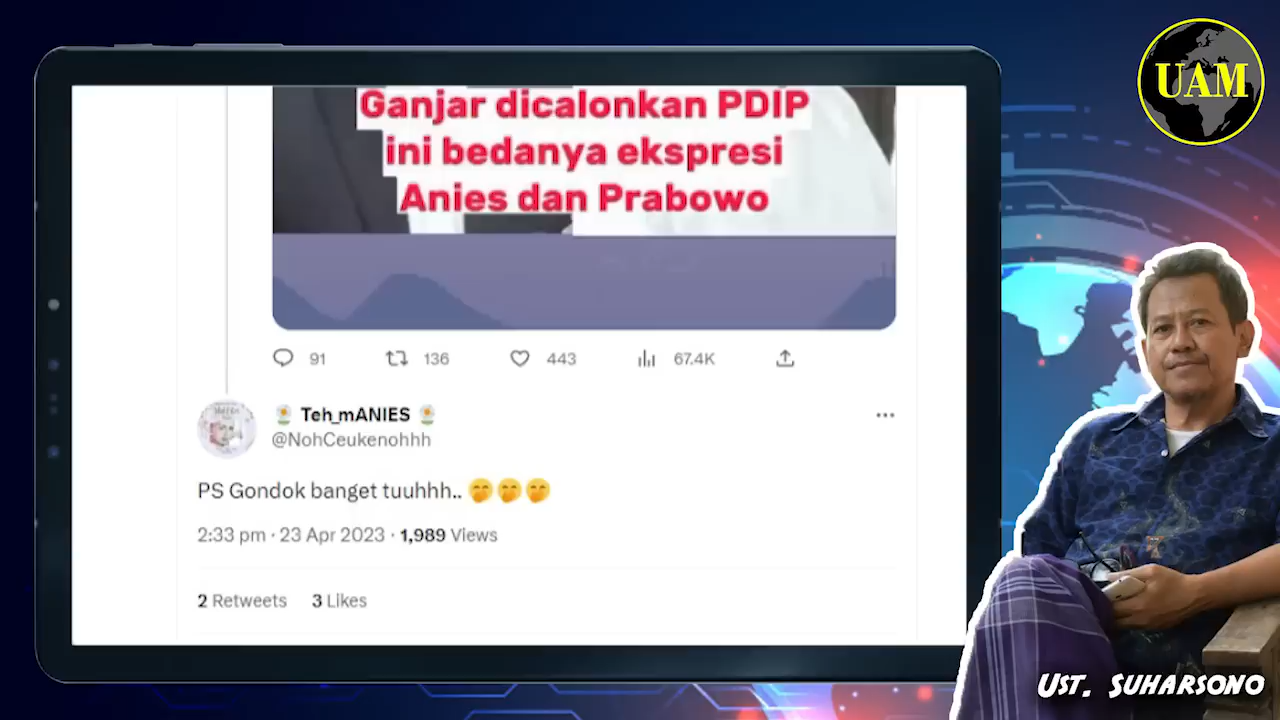 UAM
Ganjar dicalonkan PDIP
ini bedanya ekspresi
Anies dan Prabowo
91 136 443 67.4K
Teh_mANIES
@NohCeukenohhh
PS Gondok banget tuuhhh.. 🤭🤭🤭
2:33 pm · 23 Apr 2023 · 1,989 Views
2 Retweets 3 Likes
UST. SUHARSONO